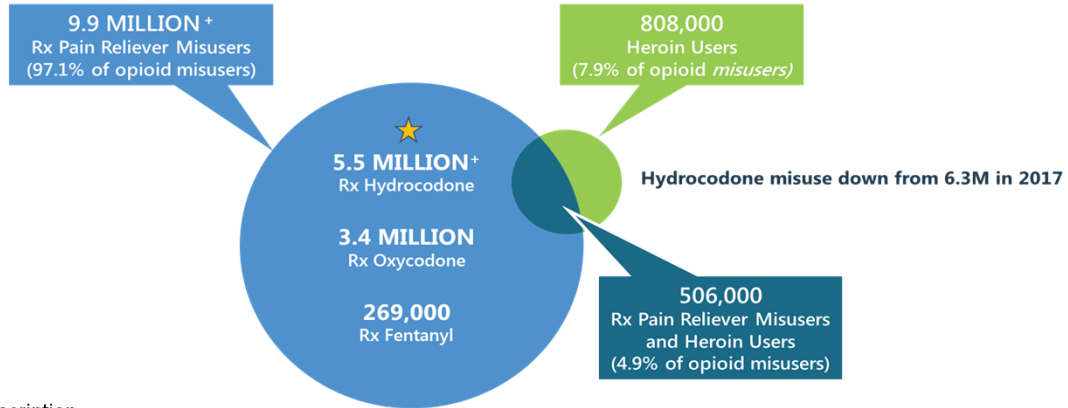 9.9 MILLION +
Rx Pain Reliever Misusers
(97.1% of opioid misusers)
808,000
Heroin Users
(7.9% of opioid misusers)
5.5 MILLION+
Rx Hydrocodone
Hydrocodone misuse down from 6.3M in 2017
3.4 MILLION
Rx Oxycodone
269,000
Rx Fentanyl
506,000
Rx Pain Reliever Misusers
and Heroin Users
(4.9% of opioid misusers)